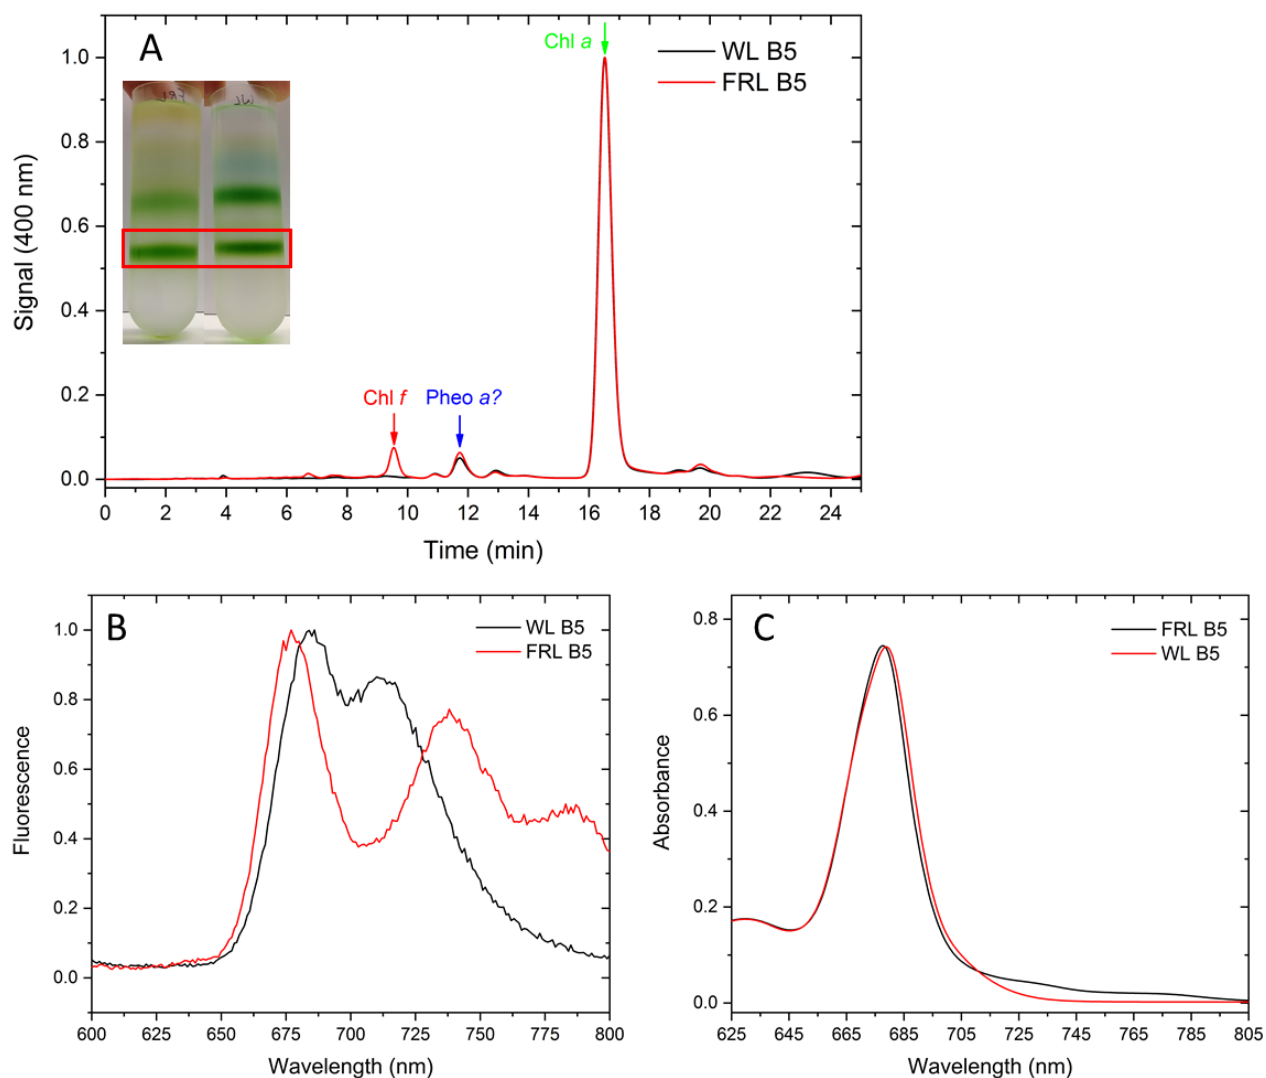 A
Chl a
WL B5
FRL B5
FRL
WL
Chl f
Pheo a?
Signal (400 nm)
1.0
0.8
0.6
0.4
0.2
0.0
0 2 4 6 8 10 12 14 16 18 20 22 24
Time (min)
B
WL B5
FRL B5
Fluorescence
1.0
0.8
0.6
0.4
0.2
0.0
600 625 650 675 700 725 750 775 800
Wavelength (nm)
C
FRL B5
WL B5
Absorbance
0.8
0.6
0.4
0.2
0.0
625 645 665 685 705 725 745 765 785 805
Wavelength (nm)